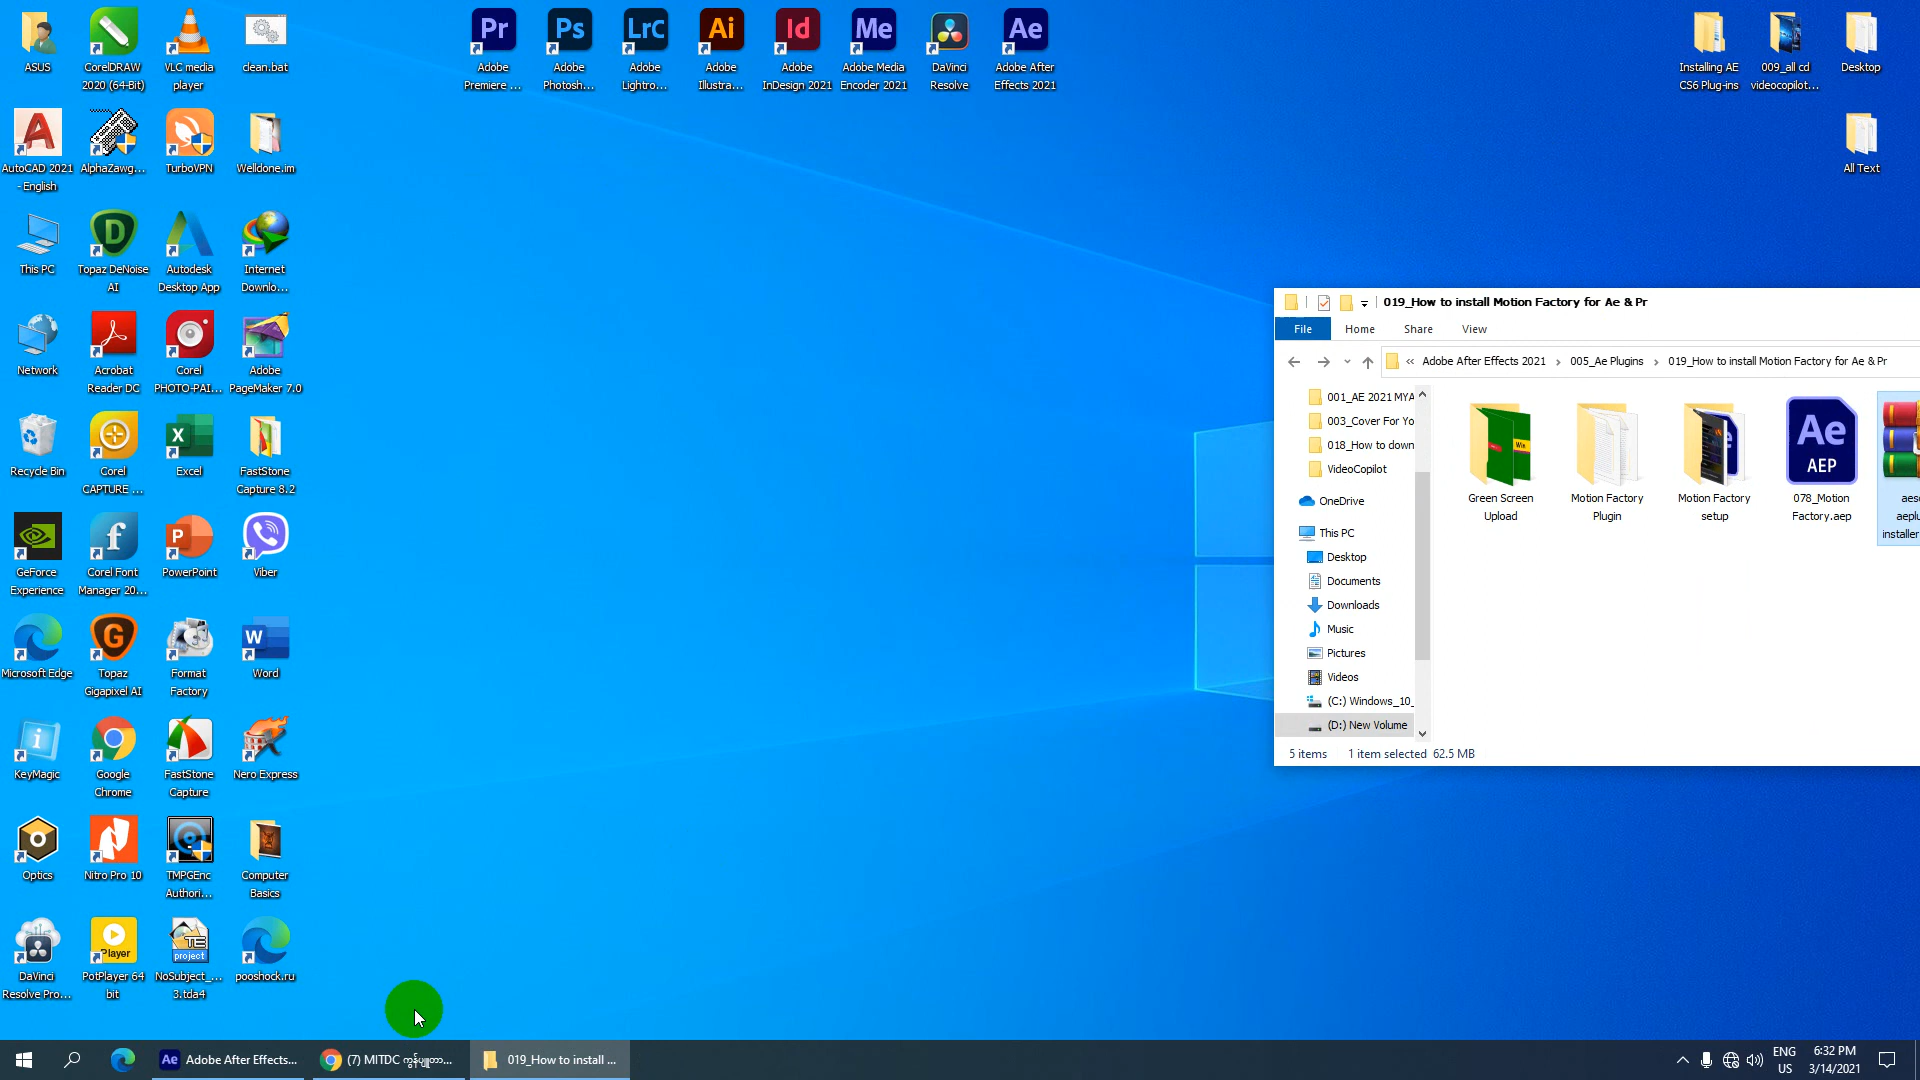 ASUS
CorelDRAW
2020 (64-Bit)
VLC media
player
clean.bat
Pr
Adobe
Premiere ...
Ps
Adobe
Photosh...
LrC
Adobe
Lightro...
Ai
Adobe
Illustra...
Id
Adobe
InDesign 2021
Me
Adobe Media
Encoder 2021
DaVinci
Resolve
Ae
Adobe After
Effects 2021
Installing AE
CS6 Plug-ins
009_all cd
videocopilot...
Desktop
All Text
AutoCAD 2021
- English
AlphaZawg...
TurboVPN
Welldone.im
This PC
Topaz DeNoise
AI
Autodesk
Desktop App
Internet
Downlo...
Network
Acrobat
Reader DC
Corel
PHOTO-PAI...
Adobe
PageMaker 7.0
Recycle Bin
Corel
CAPTURE ...
Excel
FastStone
Capture 8.2
GeForce
Experience
Corel Font
Manager 20...
PowerPoint
Viber
Microsoft Edge
Topaz
Gigapixel AI
Format
Factory
Word
KeyMagic
Google
Chrome
FastStone
Capture
Nero Express
Optics
Nitro Pro 10
TMPGEnc
Authori...
Computer
Basics
DaVinci
Resolve Pro...
Player
PotPlayer 64
bit
TE
project
NoSubject_...
3.tda4
pooshock.ru
019_How to install Motion Factory for Ae & Pr
File
Home
Share
View
« Adobe After Effects 2021 › 005_Ae Plugins › 019_How to install Motion Factory for Ae & Pr
001_AE 2021 MYA
003_Cover For Yo
018_How to down
VideoCopilot
OneDrive
This PC
Desktop
Documents
Downloads
Music
Pictures
Videos
(C:) Windows_10_
(D:) New Volume
Green Screen
Upload
Motion Factory
Plugin
Motion Factory
setup
Ae
AEP
078_Motion
Factory.aep
installer
5 items
1 item selected 62.5 MB
Ae
Adobe After Effects...
(7) MITDC ကွန်ပျူတာ...
019_How to install ...
ENG
US
6:32 PM
3/14/2021